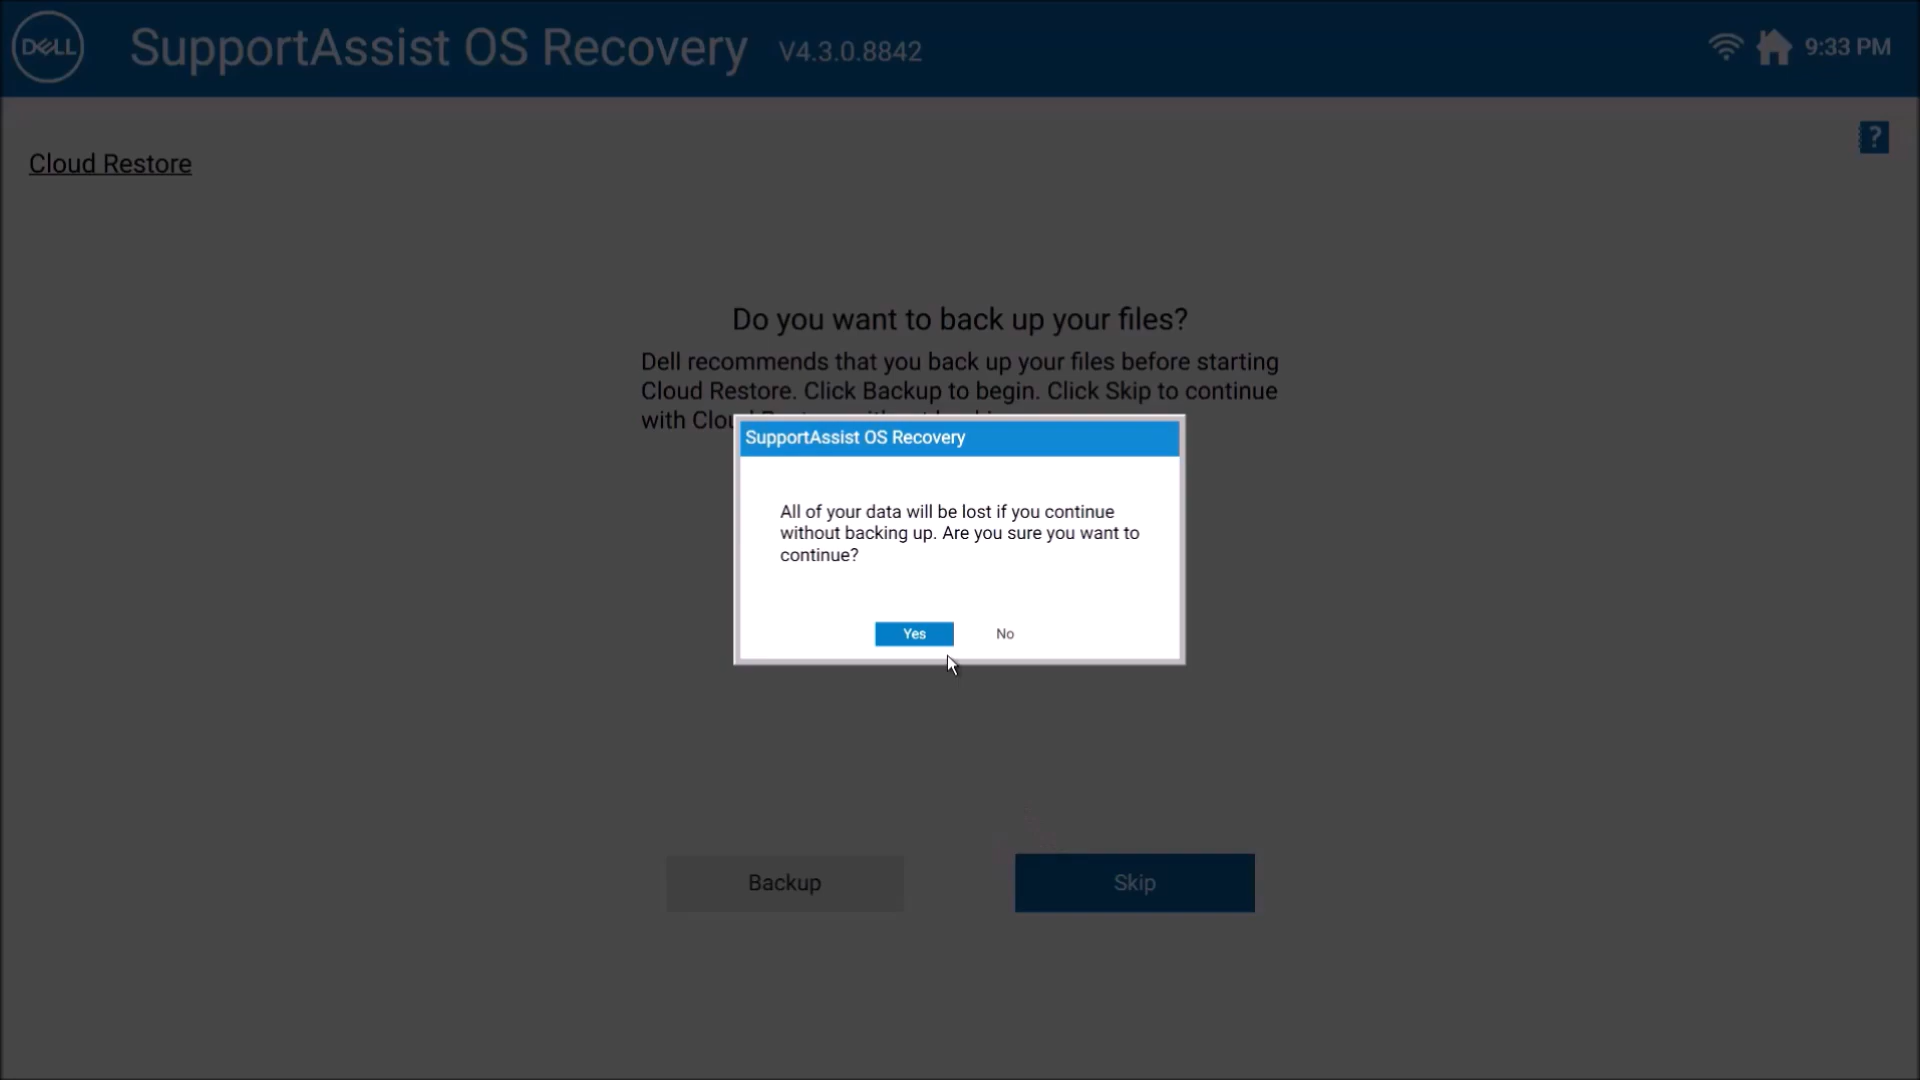 DELL
SupportAssist OS Recovery V4.3.0.8842
9:33 PM
?
Cloud Restore
Do you want to back up your files?
Dell recommends that you back up your files before starting
Cloud Restore. Click Backup to begin. Click Skip to continue
with
SupportAssist OS Recovery
All of your data will be lost if you continue
without backing up. Are you sure you want to
continue?
Yes
No
Backup
Skip